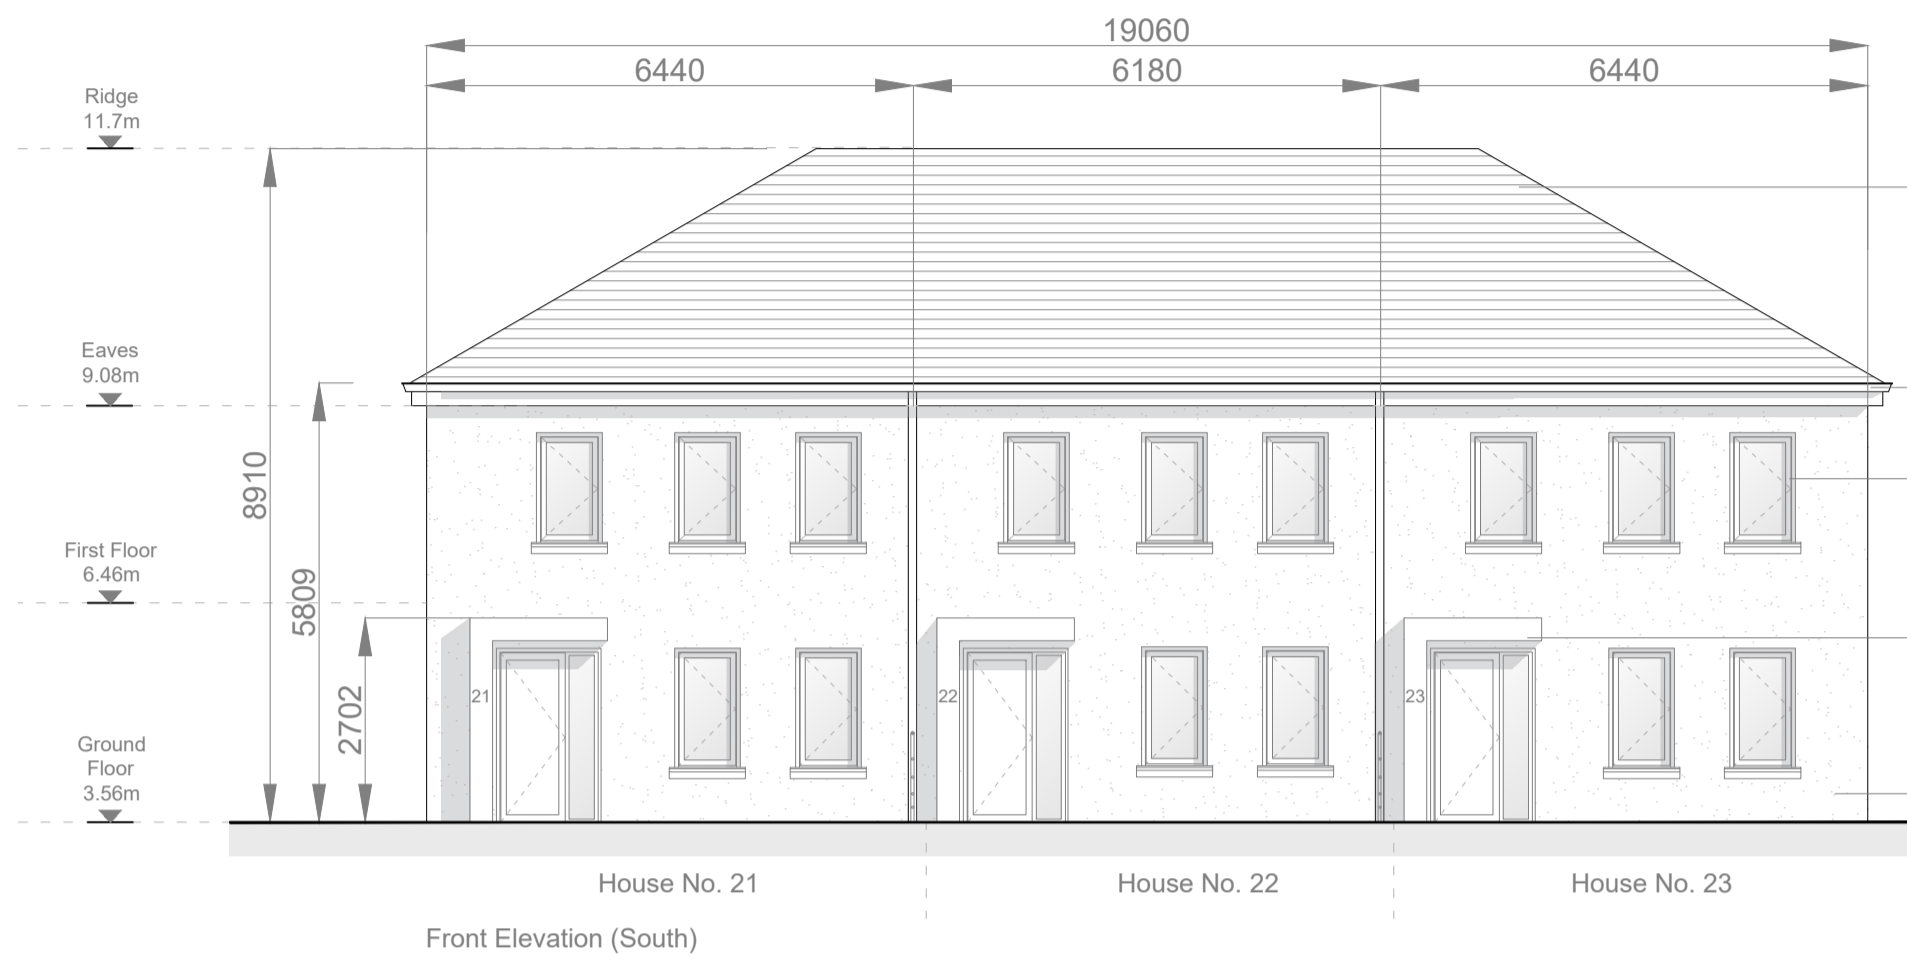 19060
6440
6180
6440
Ridge
11.7m
Eaves
9.08m
First Floor
6.46m
Ground
Floor
3.56m
8910
5809
2702
21
22
23
House No. 21
House No. 22
House No. 23
Front Elevation (South)